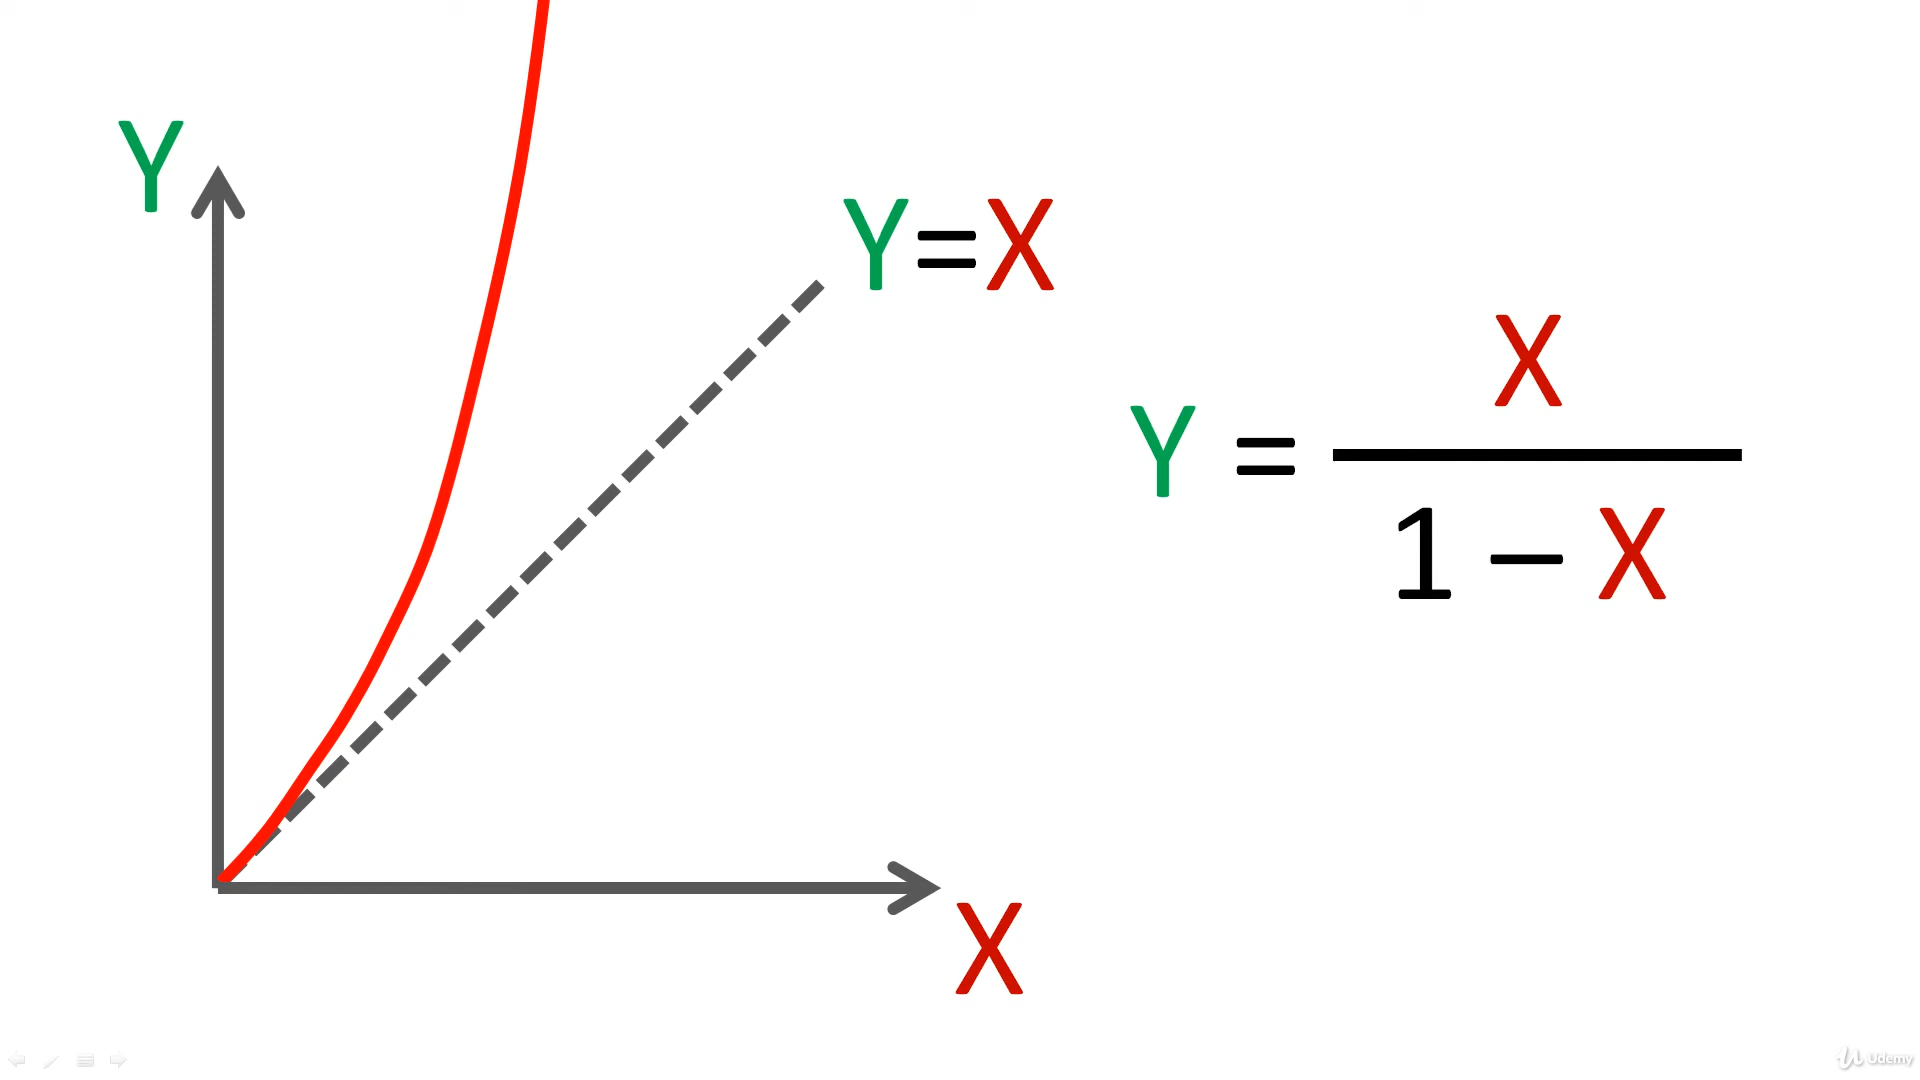 Y
Y=X
Y = X / 1 – X
X
Udemy